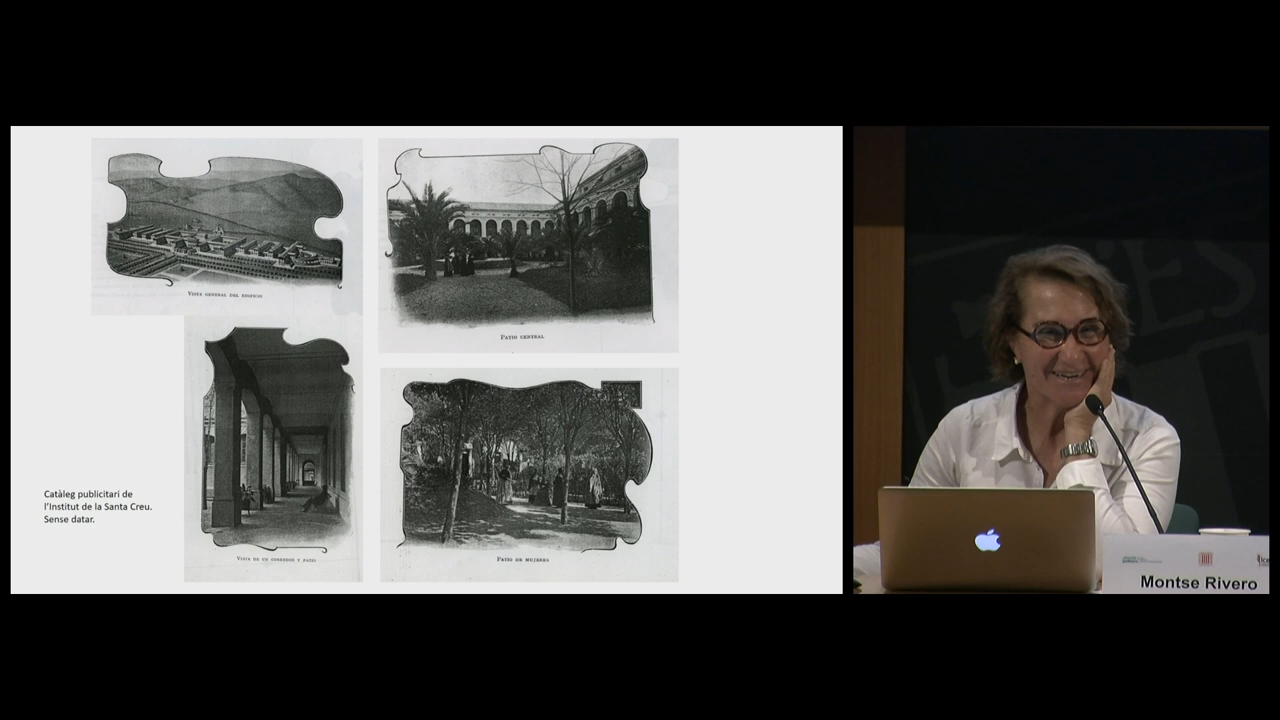 VISTA GENERAL DEL EDIFICIO
PATIO CENTRAL
VISTA DE UN CORREDOR Y PATIO
PATIO DE MUJERES
Catàleg publicitari de
l'Institut de la Santa Creu.
Sense datar.
Montse Rivero